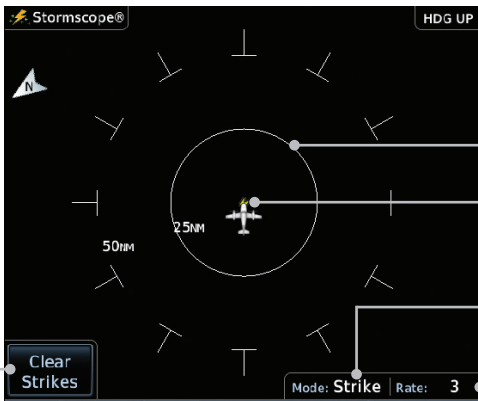 Stormscope®
HDG UP
N
25NM
50NM
Clear
Strikes
Mode: Strike Rate: 3